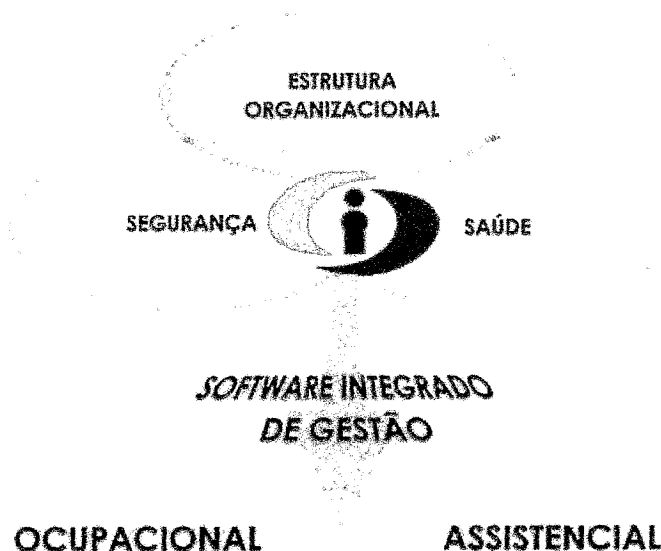 ESTRUTURA
ORGANIZACIONAL
SEGURANÇA
SAÚDE
SOFTWARE INTEGRADO
DE GESTÃO
OCUPACIONAL
ASSISTENCIAL